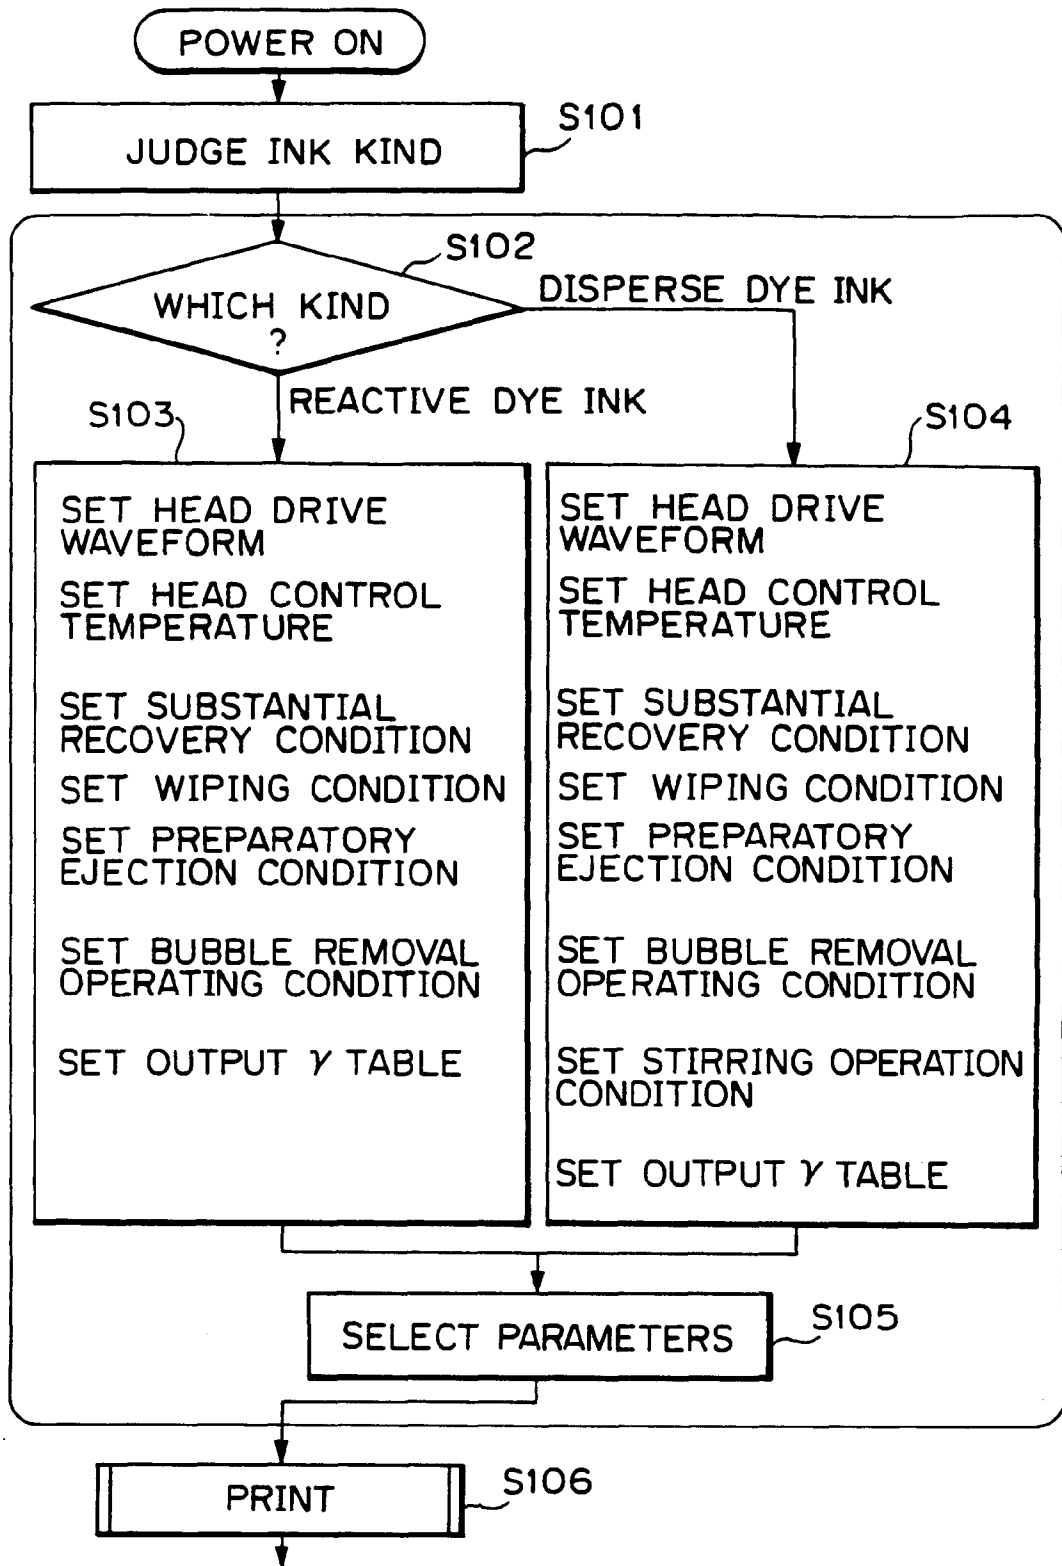 POWER ON
S101
JUDGE INK KIND
S102
WHICH KIND
?
DISPERSE DYE INK
REACTIVE DYE INK
S103
SET HEAD DRIVE
WAVEFORM
SET HEAD CONTROL
TEMPERATURE
SET SUBSTANTIAL
RECOVERY CONDITION
SET WIPING CONDITION
SET PREPARATORY
EJECTION CONDITION
SET BUBBLE REMOVAL
OPERATING CONDITION
SET OUTPUT γ TABLE
S104
SET HEAD DRIVE
WAVEFORM
SET HEAD CONTROL
TEMPERATURE
SET SUBSTANTIAL
RECOVERY CONDITION
SET WIPING CONDITION
SET PREPARATORY
EJECTION CONDITION
SET BUBBLE REMOVAL
OPERATING CONDITION
SET STIRRING OPERATION
CONDITION
SET OUTPUT γ TABLE
SELECT PARAMETERS
S105
PRINT
S106